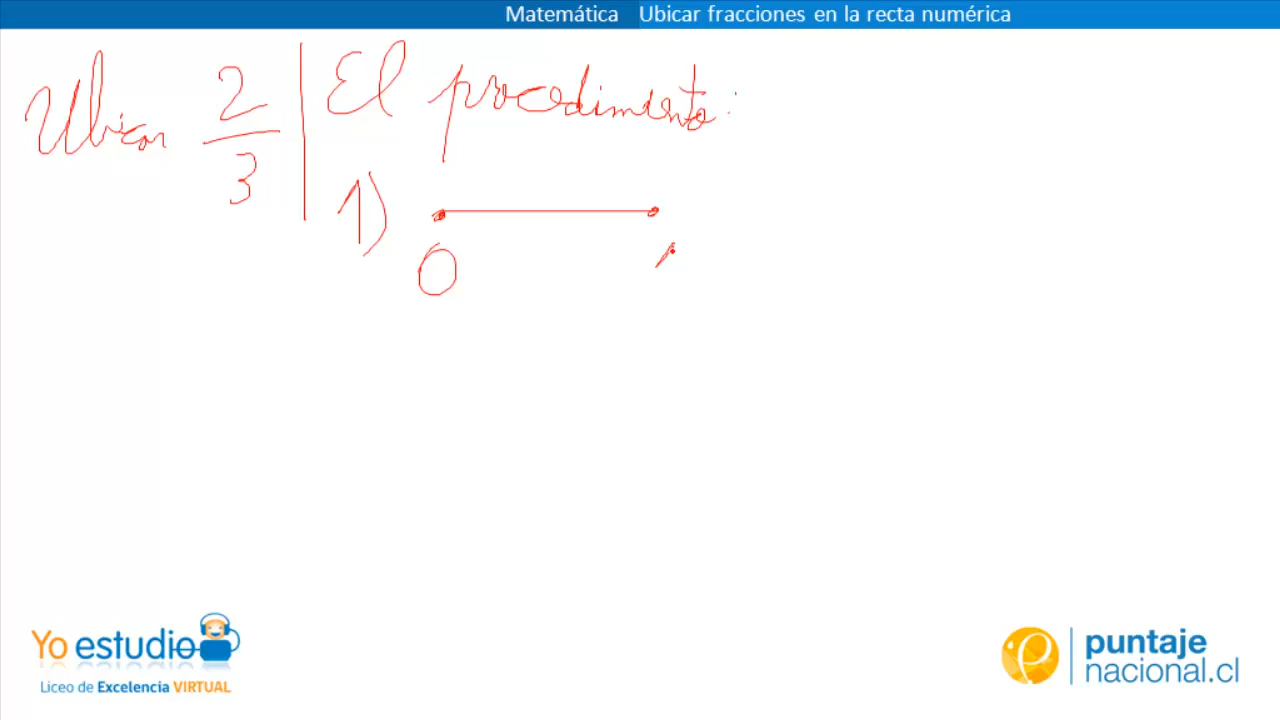 Matemática Ubicar fracciones en la recta numérica
Ubicar 2/3 | El procedimiento:
1)
0
Yo estudio
Liceo de Excelencia VIRTUAL
puntaje
nacional.cl